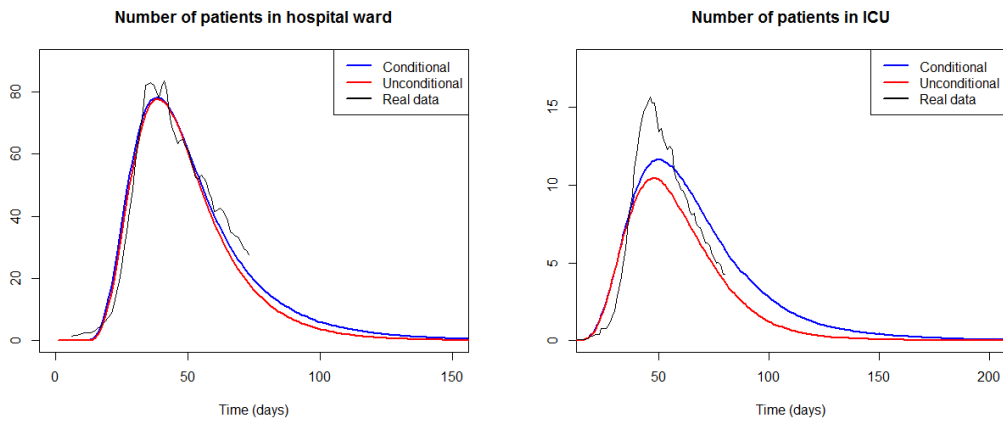 Number of patients in hospital ward
Conditional
Unconditional
Real data
80
60
40
20
0
0 50 100 150
Time (days)
Number of patients in ICU
Conditional
Unconditional
Real data
15
10
5
0
50 100 150 200
Time (days)